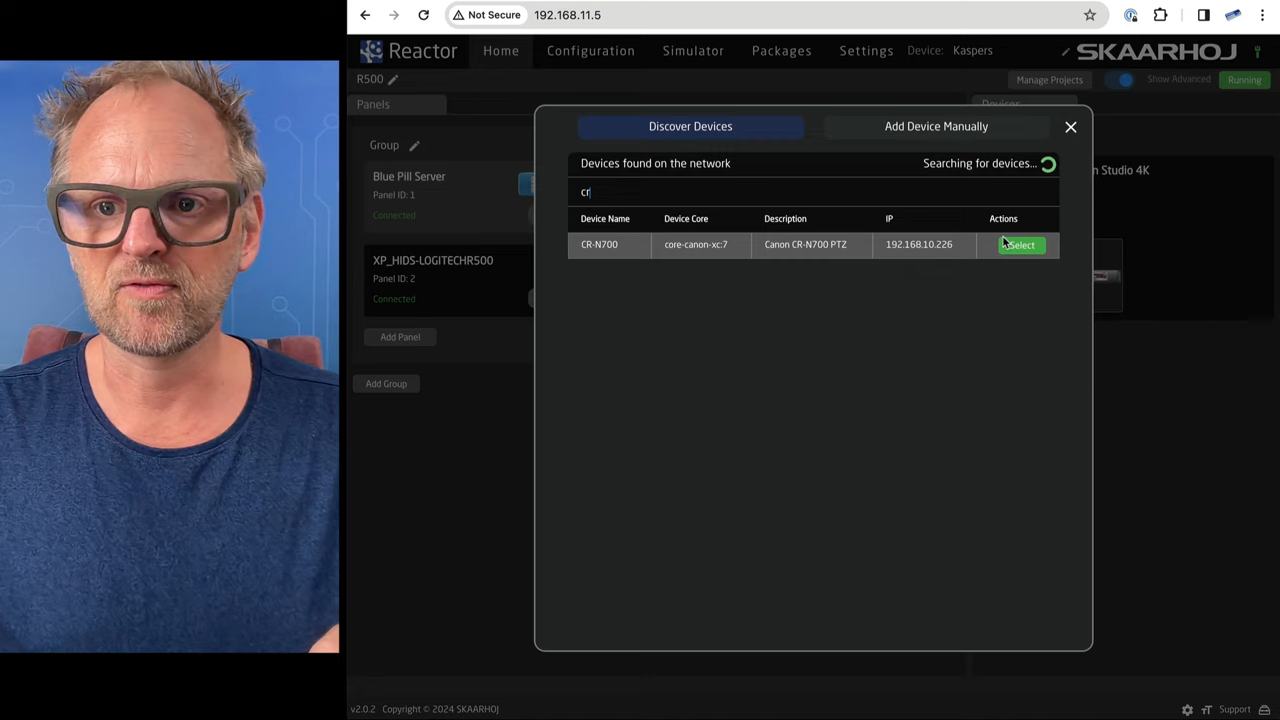 Not Secure 192.168.11.5
Reactor Home Configuration Simulator Packages Settings Device: Kaspers SKAARHOJ
R500 Manage Projects Show Advanced Running
Panels
Devices
Group
Blue Pill Server
Panel ID: 1
Connected
XP_HIDS-LOGITECHR500
Panel ID: 2
Connected
Add Panel
Add Group
Discover Devices Add Device Manually
Devices found on the network Searching for devices...
cr
Device Name Device Core Description IP Actions
CR-N700 core-canon-xc:7 Canon CR-N700 PTZ 192.168.10.226 Select
Studio 4K
v2.0.2 Copyright © 2024 SKAARHOJ Support